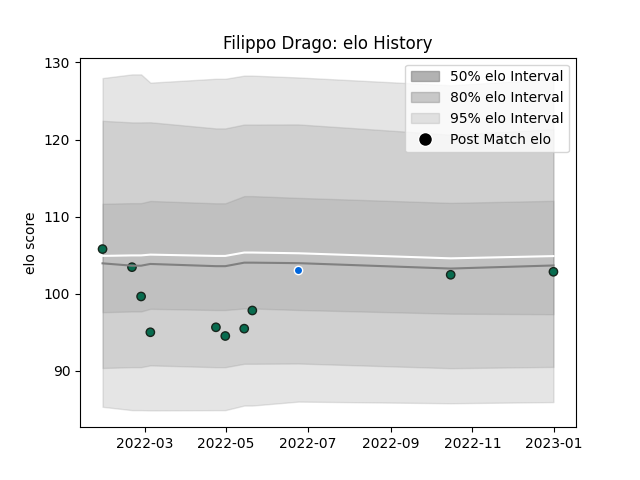 Filippo Drago: elo History
130
120
110
100
90
elo score
50% elo Interval
80% elo Interval
95% elo Interval
Post Match elo
2022-03
2022-05
2022-07
2022-09
2022-11
2023-01